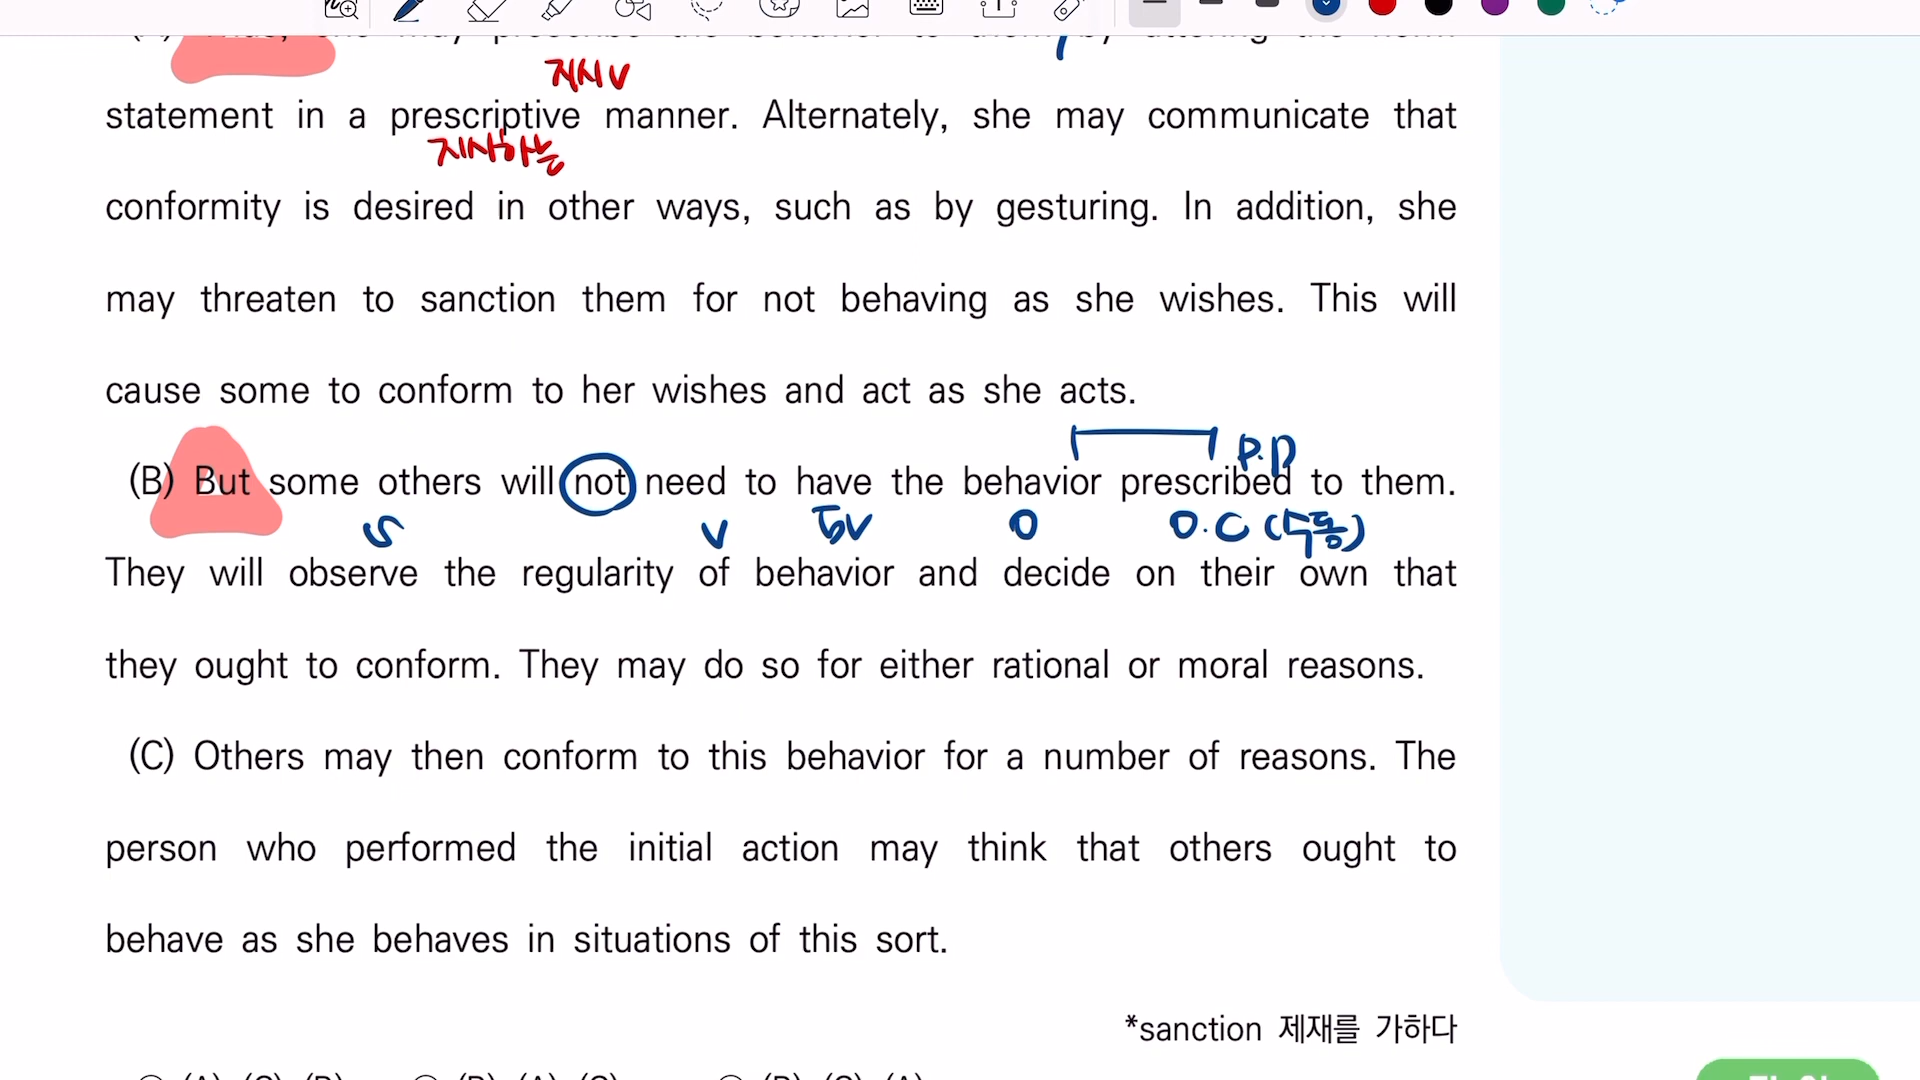 지시 V
statement in a prescriptive manner. Alternately, she may communicate that
지시하는
conformity is desired in other ways, such as by gesturing. In addition, she
may threaten to sanction them for not behaving as she wishes. This will
cause some to conform to her wishes and act as she acts.
P.P
(B) But some others will not need to have the behavior prescribed to them.
S V 5V O O.C (수동)
They will observe the regularity of behavior and decide on their own that
they ought to conform. They may do so for either rational or moral reasons.
(C) Others may then conform to this behavior for a number of reasons. The
person who performed the initial action may think that others ought to
behave as she behaves in situations of this sort.
*sanction 제재를 가하다